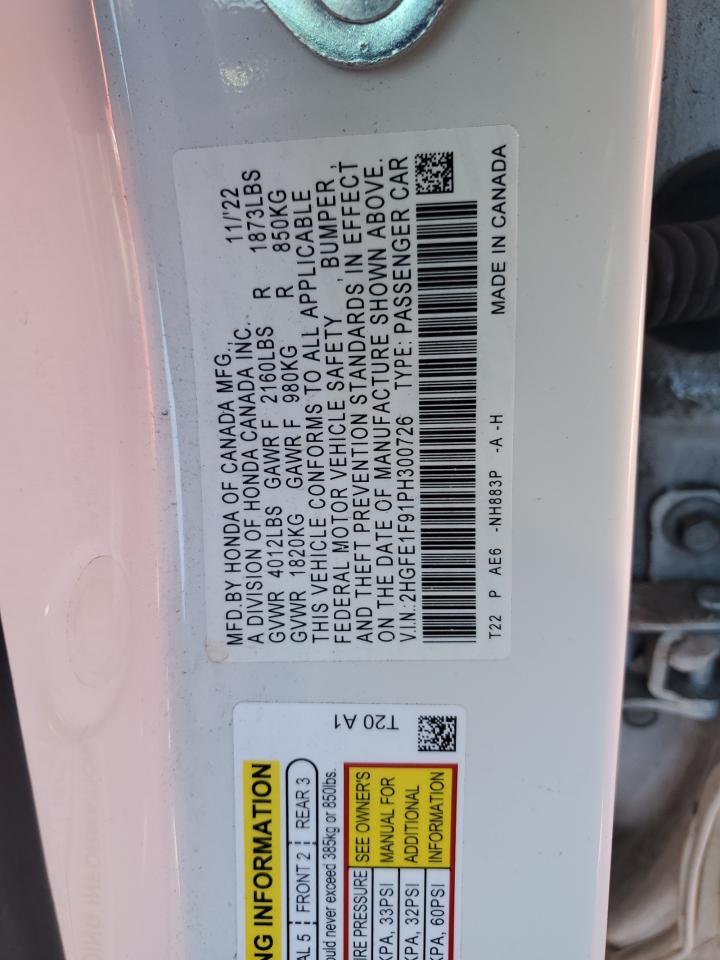 MFD.BY HONDA OF CANADA MFG.,
A DIVISION OF HONDA CANADA INC. 11/'22
GVWR 4012LBS GAWR F 2160LBS R 1873LBS
GVWR 1820KG GAWR F 980KG R 850KG
THIS VEHICLE CONFORMS TO ALL APPLICABLE
FEDERAL MOTOR VEHICLE SAFETY , BUMPER ,
AND THEFT PREVENTION STANDARDS IN EFFECT
ON THE DATE OF MANUFACTURE SHOWN ABOVE.
V.I.N.:2HGFE1F91PH300726 TYPE: PASSENGER CAR
T22 P AE6 -NH883P -A -H MADE IN CANADA
INFORMATION
5 FRONT 2 REAR 3
never exceed 385kg or 850lbs.
PRESSURE SEE OWNER'S
KPA, 33PSI MANUAL FOR
KPA, 32PSI ADDITIONAL
KPA, 60PSI INFORMATION
T20 A1